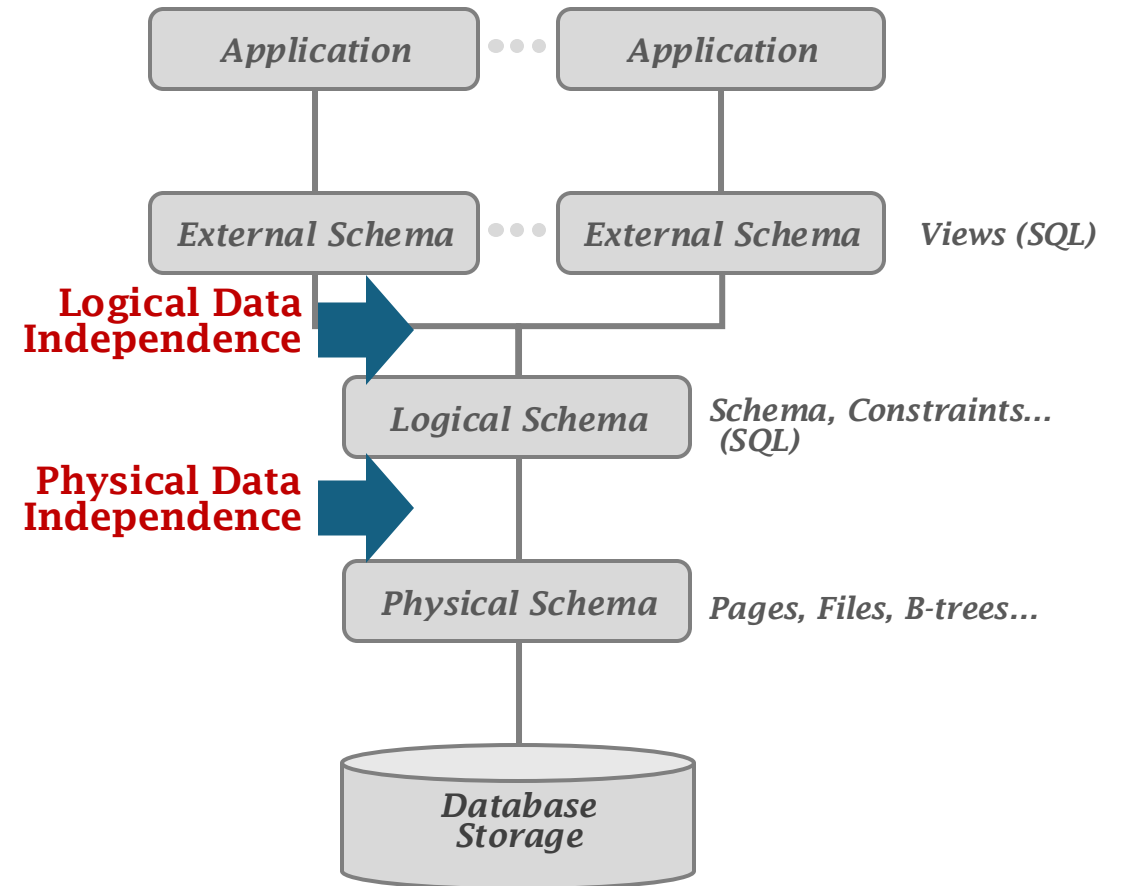 Application
Application
External Schema
External Schema
Views (SQL)
Logical Data
Independence
Logical Schema
Schema, Constraints...
(SQL)
Physical Data
Independence
Physical Schema
Pages, Files, B-trees...
Database
Storage